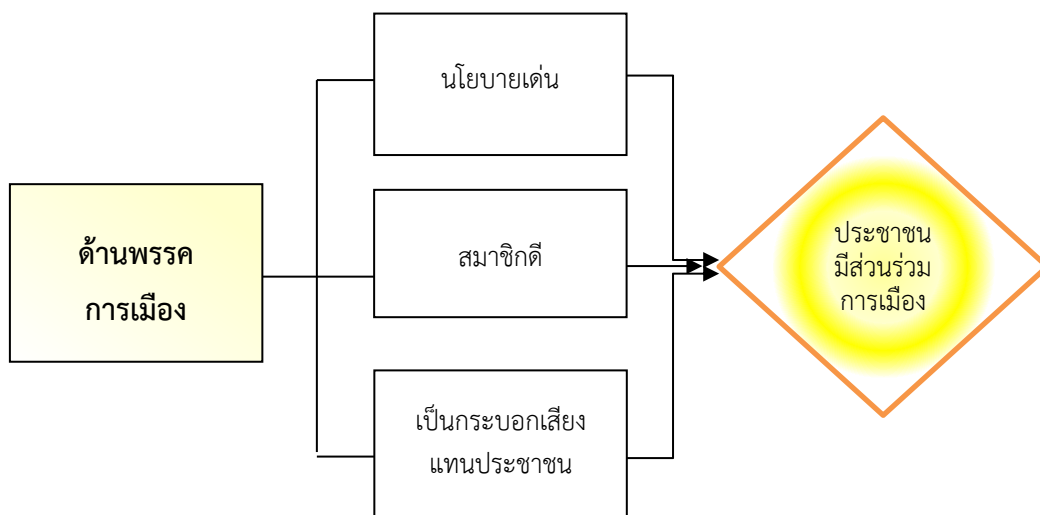 ด้านพรรค
การเมือง
นโยบายเด่น
สมาชิกดี
เป็นกระบอกเสียง
แทนประชาชน
ประชาชน
มีส่วนร่วม
การเมือง